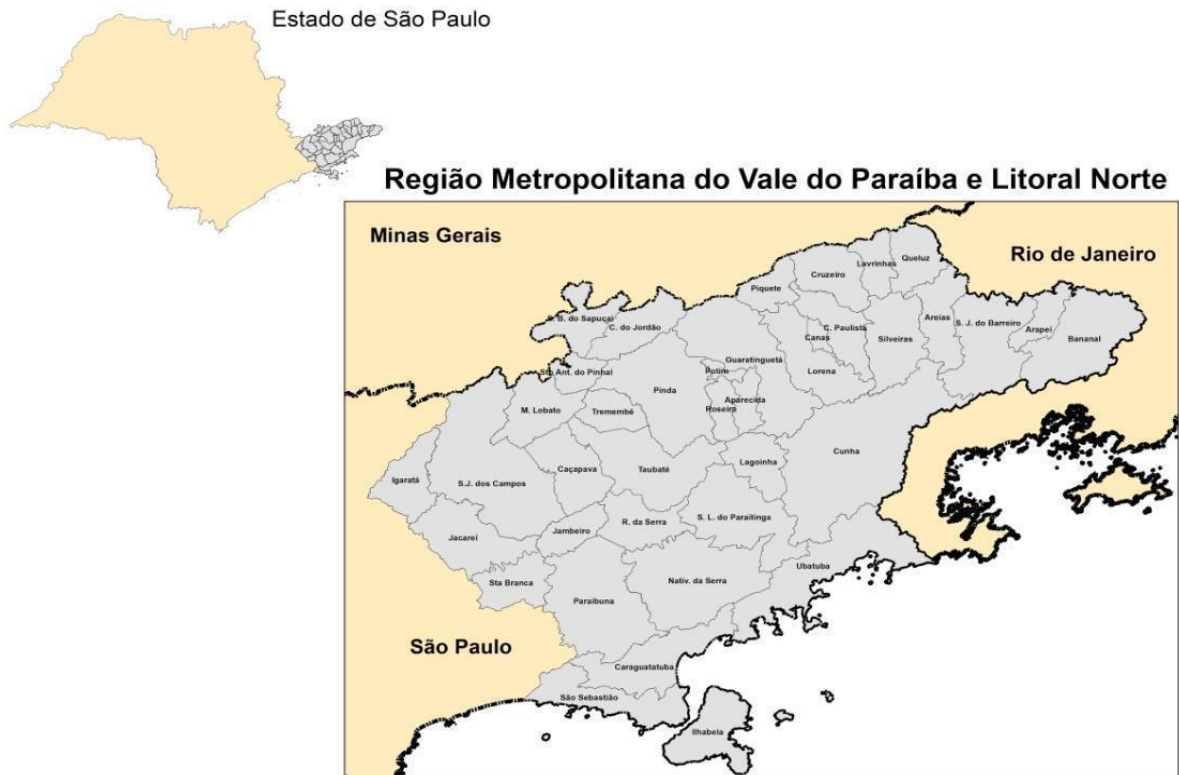 Estado de São Paulo
Região Metropolitana do Vale do Paraíba e Litoral Norte
Minas Gerais
Rio de Janeiro
Queluz
Lavrinhas
Cruzeiro
Piquete
S. B. do Sapucaí
C. do Jordão
Areias
S. J. do Barreiro
Arapeí
Bananal
C. Paulista
Canas
Silveiras
Guaratinguetá
Lorena
Potim
Sto Ant. do Pinhal
Pinda
Aparecida
Roseira
M. Lobato
Tremembé
Cunha
Lagoinha
Caçapava
Taubaté
Igaratá
S.J. dos Campos
S. L. do Paraitinga
R. da Serra
Jambeiro
Jacareí
Ubatuba
Sta Branca
Nativ. da Serra
Paraibuna
São Paulo
Caraguatatuba
São Sebastião
Ilhabela